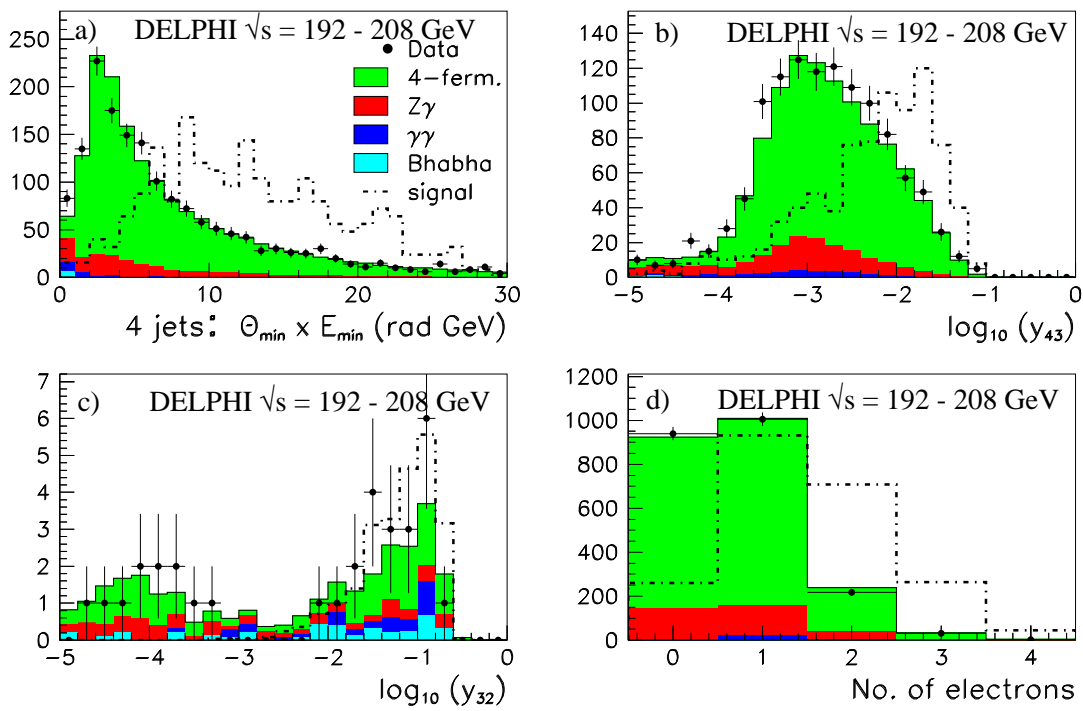 a) DELPHI √s = 192 - 208 GeV
Data
4-ferm.
Zγ
γγ
Bhabha
signal
250
200
150
100
50
0
0 10 20 30
4 jets: Θmin x Emin (rad GeV)
b) DELPHI √s = 192 - 208 GeV
140
120
100
80
60
40
20
0
-5 -4 -3 -2 -1 0
log10 (y43)
c) DELPHI √s = 192 - 208 GeV
7
6
5
4
3
2
1
0
-5 -4 -3 -2 -1 0
log10 (y32)
d) DELPHI √s = 192 - 208 GeV
1200
1000
800
600
400
200
0
0 1 2 3 4
No. of electrons